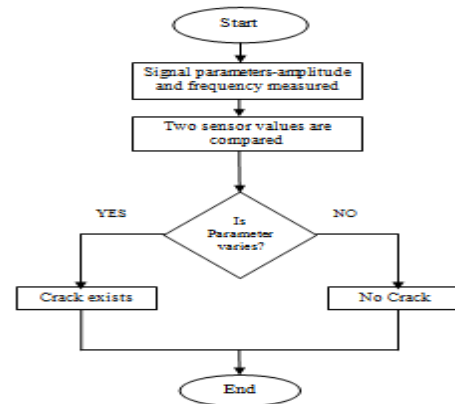 Start
Signal parameters-amplitude
and frequency measured
Two sensor values are
compared
Is
Parameter
varies?
YES
NO
Crack exists
No Crack
End